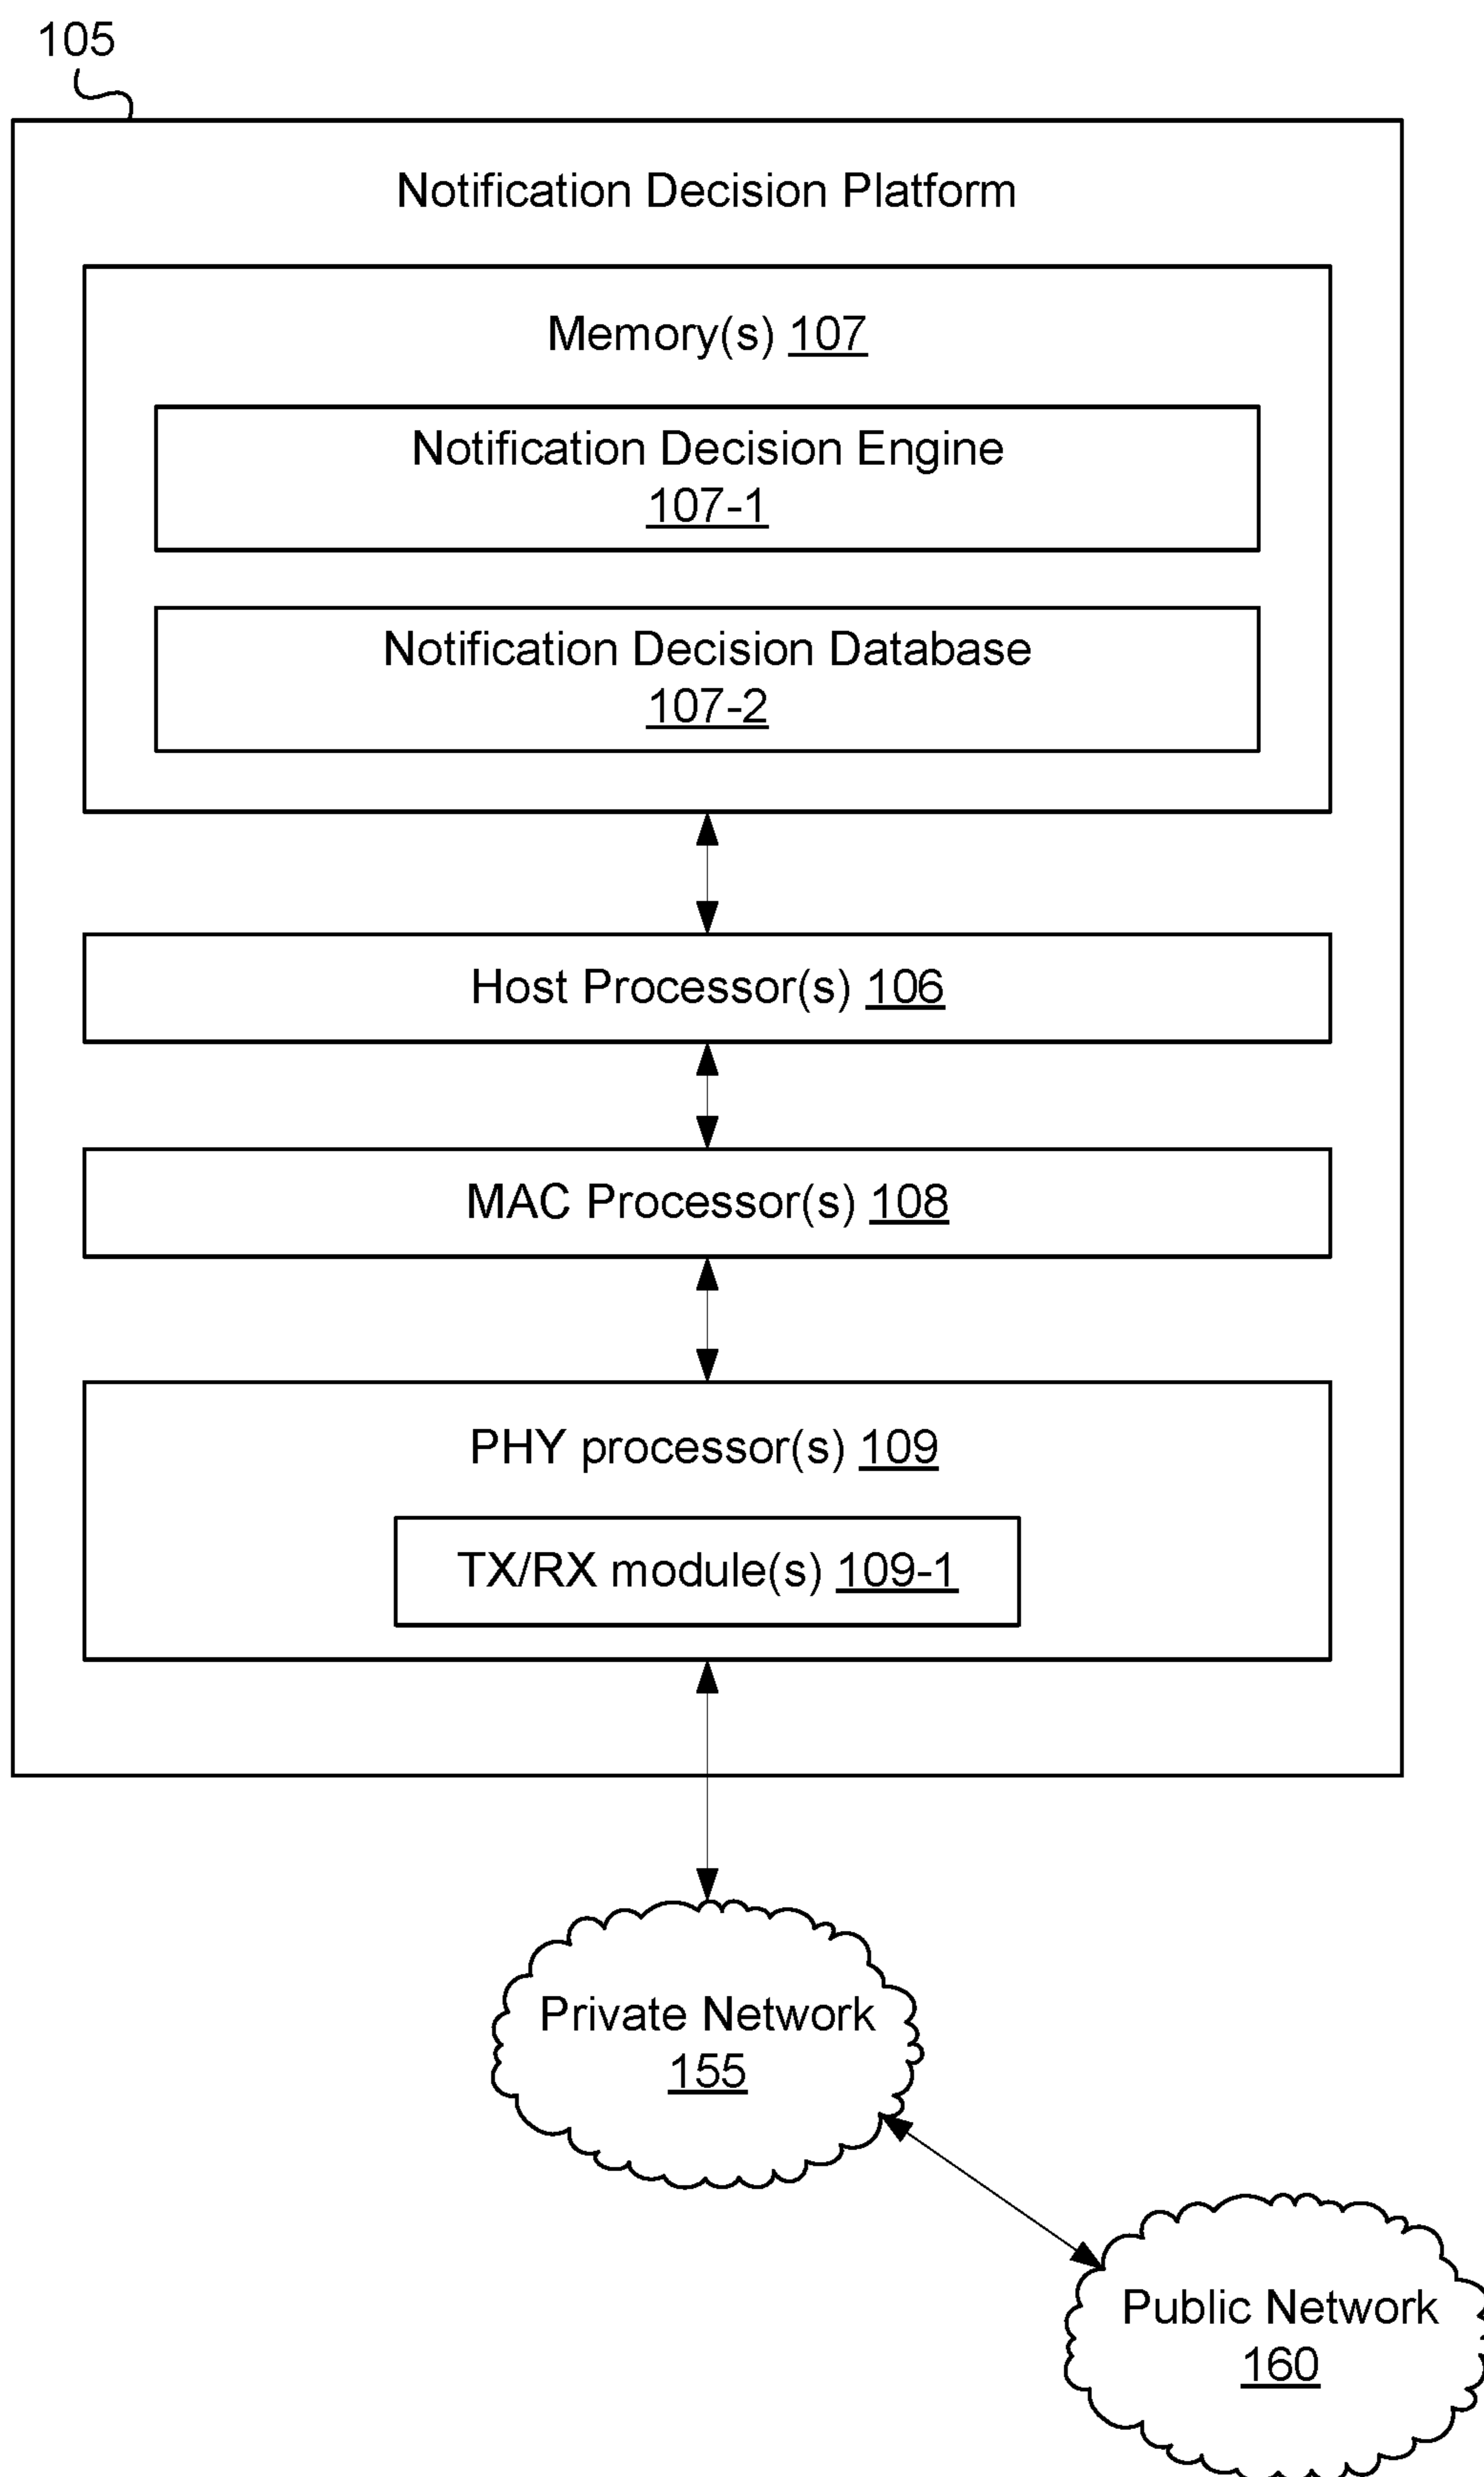 105
Notification Decision Platform
Memory(s) 107
Notification Decision Engine
107-1
Notification Decision Database
107-2
Host Processor(s) 106
MAC Processor(s) 108
PHY processor(s) 109
TX/RX module(s) 109-1
Private Network
155
Public Network
160